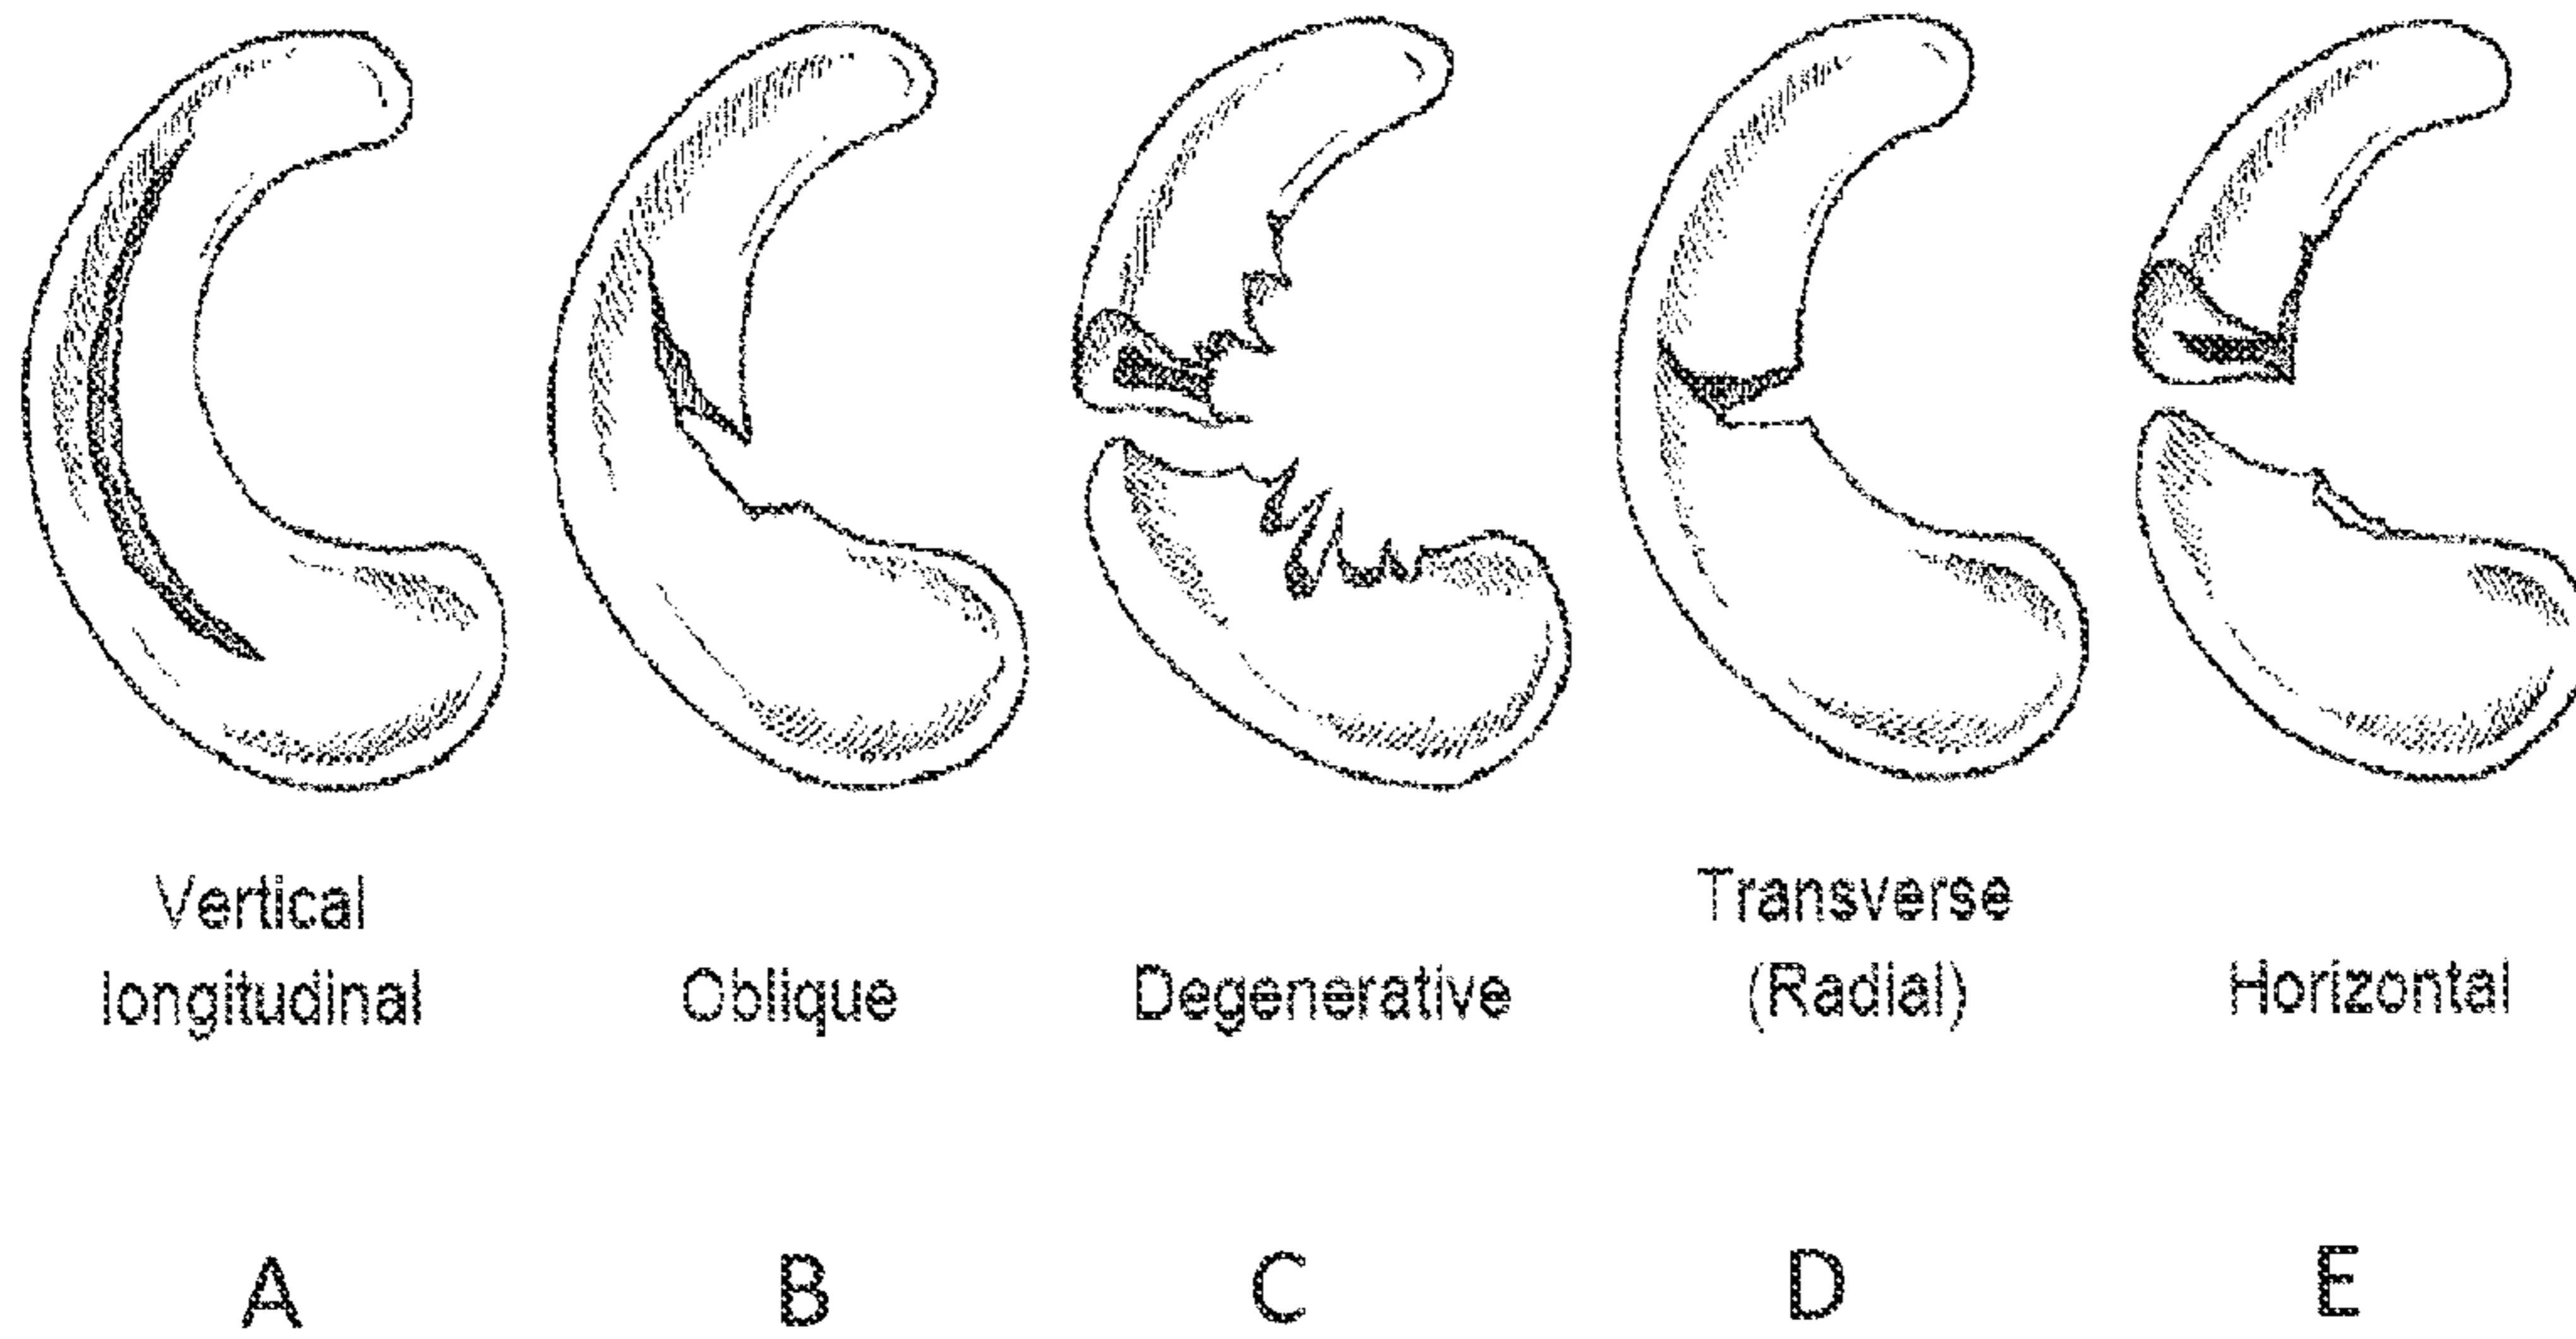 Vertical
longitudinal
Oblique
Degenerative
Transverse
(Radial)
Horizontal
A
B
C
D
E